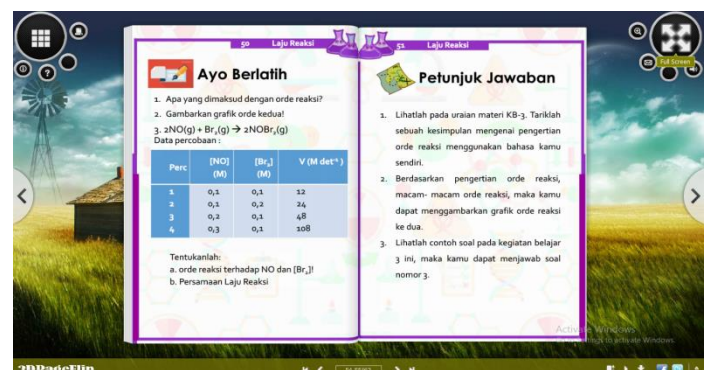 50 Laju Reaksi
Ayo Berlatih
1. Apa yang dimaksud dengan orde reaksi?
2. Gambarkan grafik orde kedua!
3. 2NO(g) + Br₂(g) → 2NOBr₂(g)
Data percobaan :
Perc [NO] (M) [Br₂] (M) V (M det⁻¹ )
1 0,1 0,1 12
2 0,1 0,2 24
3 0,2 0,1 48
4 0,3 0,1 108
Tentukanlah:
a. orde reaksi terhadap NO dan [Br₂]!
b. Persamaan Laju Reaksi
51 Laju Reaksi
Petunjuk Jawaban
1. Lihatlah pada uraian materi KB-3. Tariklah
sebuah kesimpulan mengenai pengertian
orde reaksi menggunakan bahasa kamu
sendiri.
2. Berdasarkan pengertian orde reaksi,
macam- macam orde reaksi, maka kamu
dapat menggambarkan grafik orde reaksi
ke dua.
3. Lihatlah contoh soal pada kegiatan belajar
3 ini, maka kamu dapat menjawab soal
nomor 3.
Full Screen
Activate Windows
to activate Windows.
3DPageFlip